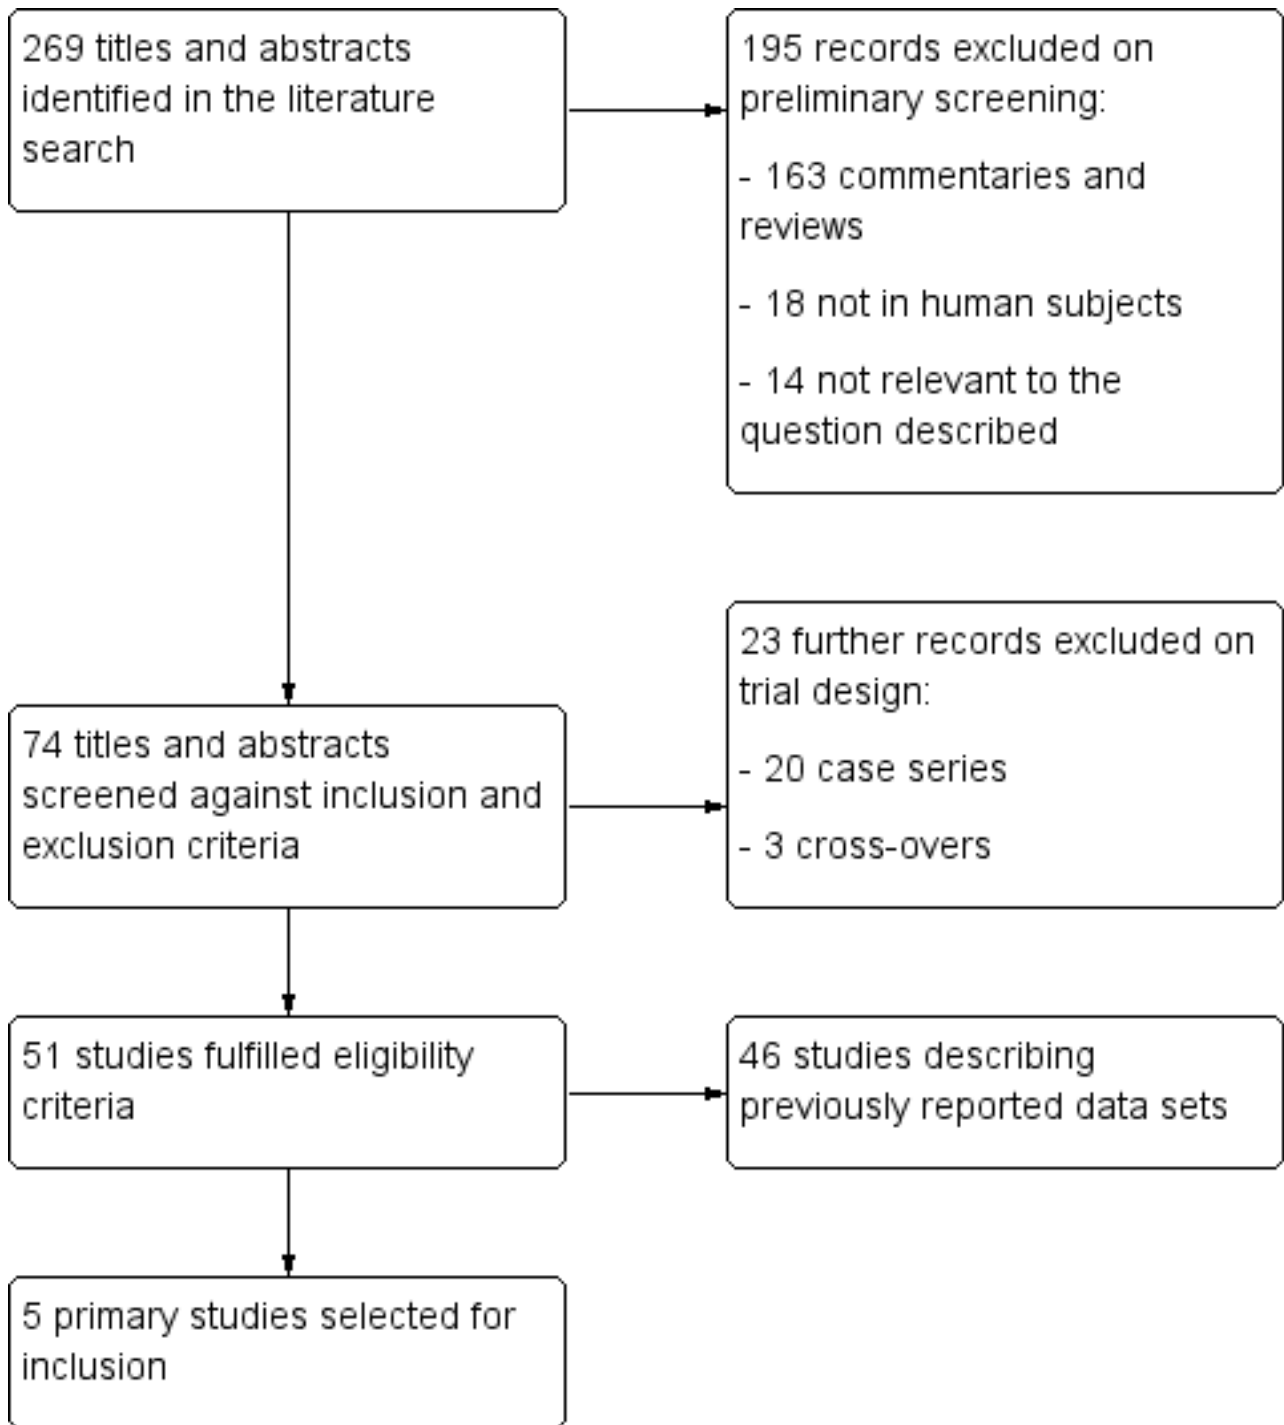 269 titles and abstracts
identified in the literature
search
195 records excluded on
preliminary screening:
- 163 commentaries and
reviews
- 18 not in human subjects
- 14 not relevant to the
question described
74 titles and abstracts
screened against inclusion and
exclusion criteria
23 further records excluded on
trial design:
- 20 case series
- 3 cross-overs
51 studies fulfilled eligibility
criteria
46 studies describing
previously reported data sets
5 primary studies selected for
inclusion